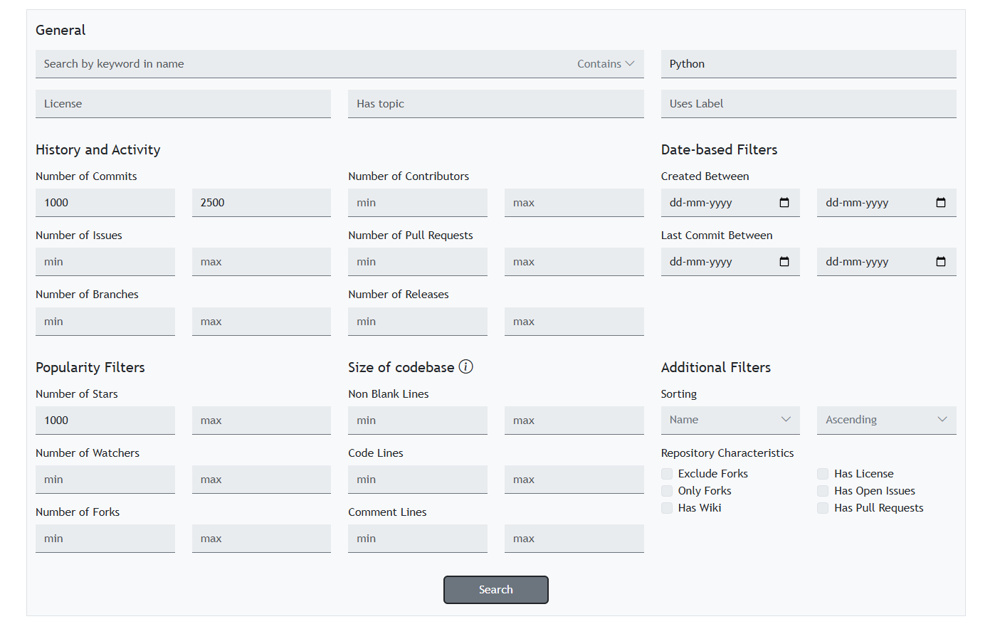 General
Search by keyword in name Contains Python
License Has topic Uses Label
History and Activity Date-based Filters
Number of Commits Number of Contributors Created Between
1000 2500 min max dd-mm-yyyy dd-mm-yyyy
Number of Issues Number of Pull Requests Last Commit Between
min max min max dd-mm-yyyy dd-mm-yyyy
Number of Branches Number of Releases
min max min max
Popularity Filters Size of codebase Additional Filters
Number of Stars Non Blank Lines Sorting
1000 max min max Name Ascending
Number of Watchers Code Lines Repository Characteristics
min max min max Exclude Forks Has License
Only Forks Has Open Issues
Number of Forks Comment Lines Has Wiki Has Pull Requests
min max min max
Search